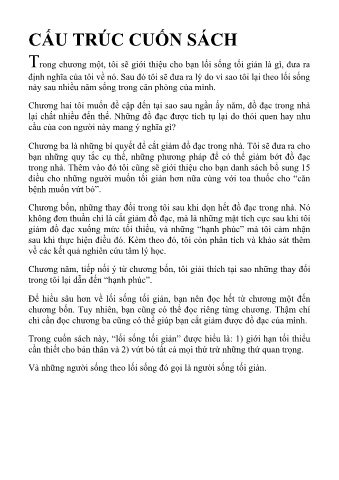 CẤU TRÚC CUỐN SÁCH
Trong chương một, tôi sẽ giới thiệu cho bạn lối sống tối giản là gì, đưa ra
định nghĩa của tôi về nó. Sau đó tôi sẽ đưa ra lý do vì sao tôi lại theo lối sống
này sau nhiều năm sống trong căn phòng của mình.
Chương hai tôi muốn đề cập đến tại sao sau ngần ấy năm, đồ đạc trong nhà
lại chất nhiều đến thế. Những đồ đạc được tích tụ lại do thói quen hay nhu
cầu của con người này mang ý nghĩa gì?
Chương ba là những bí quyết để cắt giảm đồ đạc trong nhà. Tôi sẽ đưa ra cho
bạn những quy tắc cụ thể, những phương pháp để có thể giảm bớt đồ đạc
trong nhà. Thêm vào đó tôi cũng sẽ giới thiệu cho bạn danh sách bổ sung 15
điều cho những người muốn tối giản hơn nữa cùng với toa thuốc cho “căn
bệnh muốn vứt bỏ”.
Chương bốn, những thay đổi trong tôi sau khi dọn hết đồ đạc trong nhà. Nó
không đơn thuần chỉ là cắt giảm đồ đạc, mà là những mặt tích cực sau khi tôi
giảm đồ đạc xuống mức tối thiểu, và những “hạnh phúc” mà tôi cảm nhận
sau khi thực hiện điều đó. Kèm theo đó, tôi còn phân tích và khảo sát thêm
về các kết quả nghiên cứu tâm lý học.
Chương năm, tiếp nối ý từ chương bốn, tôi giải thích tại sao những thay đổi
trong tôi lại dẫn đến “hạnh phúc”.
Để hiểu sâu hơn về lối sống tối giản, bạn nên đọc hết từ chương một đến
chương bốn. Tuy nhiên, bạn cũng có thể đọc riêng từng chương. Thậm chí
chỉ cần đọc chương ba cũng có thể giúp bạn cắt giảm được đồ đạc của mình.
Trong cuốn sách này, “lối sống tối giản” được hiểu là: 1) giới hạn tối thiểu
cần thiết cho bản thân và 2) vứt bỏ tất cả mọi thứ trừ những thứ quan trọng.
Và những người sống theo lối sống đó gọi là người sống tối giản.